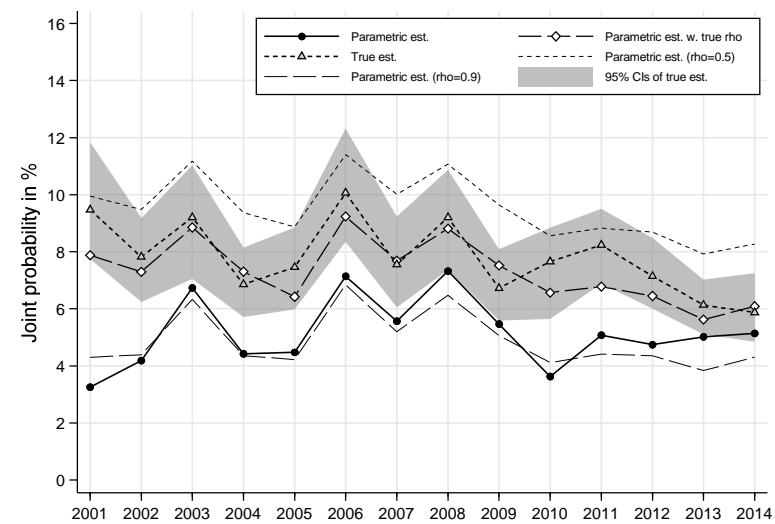 Joint probability in %
16
14
12
10
8
6
4
2
0
Parametric est.
Parametric est. w. true rho
True est.
Parametric est. (rho=0.5)
Parametric est. (rho=0.9)
95% CIs of true est.
2001 2002 2003 2004 2005 2006 2007 2008 2009 2010 2011 2012 2013 2014